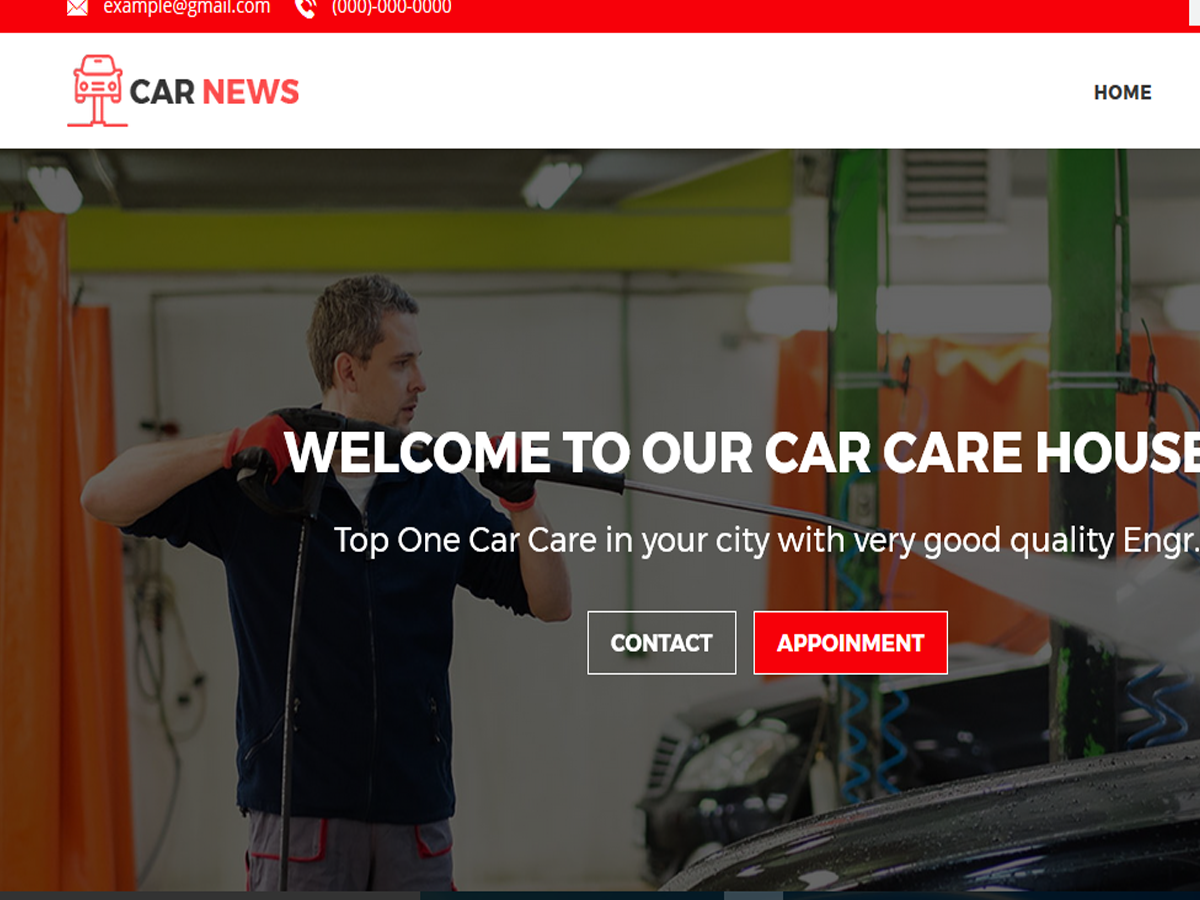 example@gmail.com (000)-000-0000
CAR NEWS
HOME
WELCOME TO OUR CAR CARE HOUSE
Top One Car Care in your city with very good quality Engr.
CONTACT
APPOINMENT